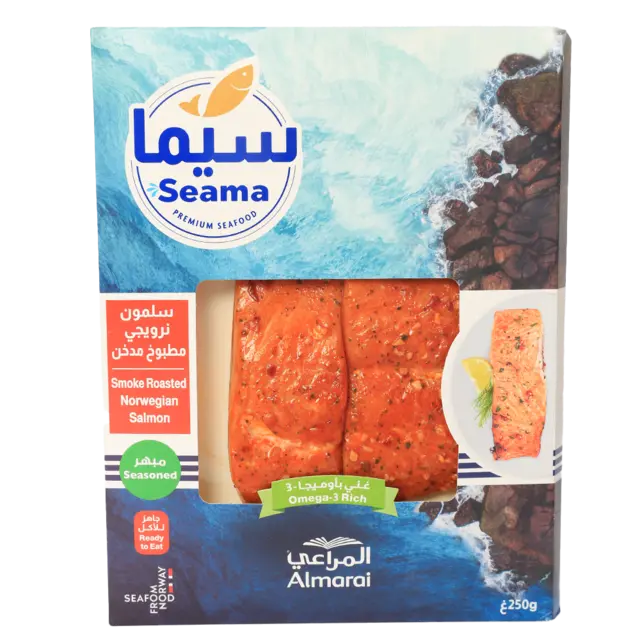 سيما
Seama
PREMIUM SEAFOOD
سلمون
نرويجي
مطبوخ مدخن
Smoke Roasted
Norwegian
Salmon
مبهر
Seasoned
غني بأوميجا-3
Omega-3 Rich
جاهز
للأكل
Ready
to Eat
المراعي
Almarai
SEAFOOD
FROM
NORWAY
250g غ